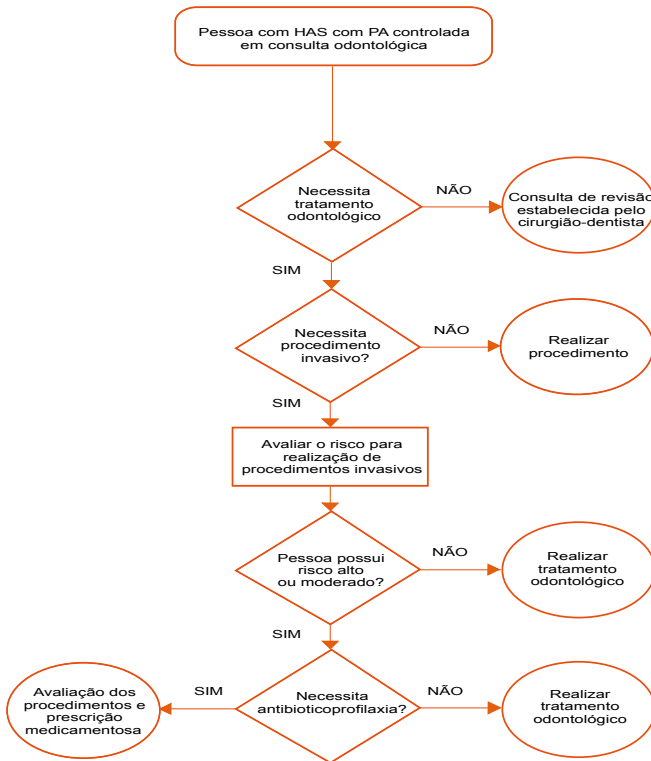 Pessoa com HAS com PA controlada
em consulta odontológica
Necessita
tratamento
odontológico
NÃO
Consulta de revisão
estabelecida pelo
cirurgião-dentista
SIM
Necessita
procedimento
invasivo?
NÃO
Realizar
procedimento
SIM
Avaliar o risco para
realização de
procedimentos invasivos
Pessoa possui
risco alto
ou moderado?
NÃO
Realizar
tratamento
odontológico
SIM
Avaliação dos
procedimentos e
prescrição
medicamentosa
SIM
Necessita
antibioticoprofilaxia?
NÃO
Realizar
tratamento
odontológico